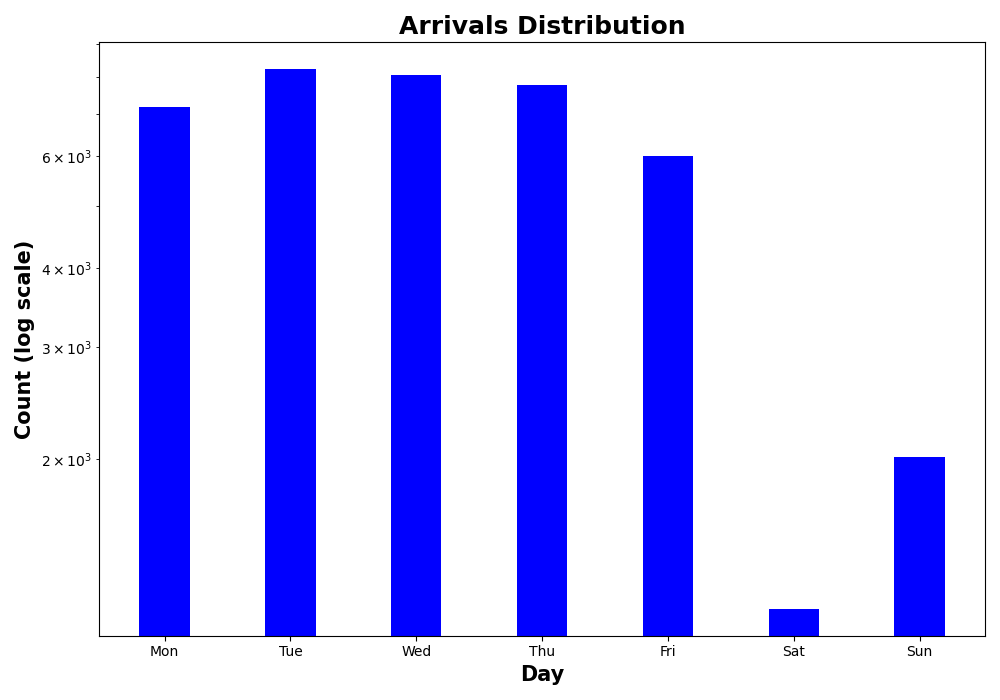 Arrivals Distribution
Count (log scale)
6 × 10³
4 × 10³
3 × 10³
2 × 10³
Mon Tue Wed Thu Fri Sat Sun
Day